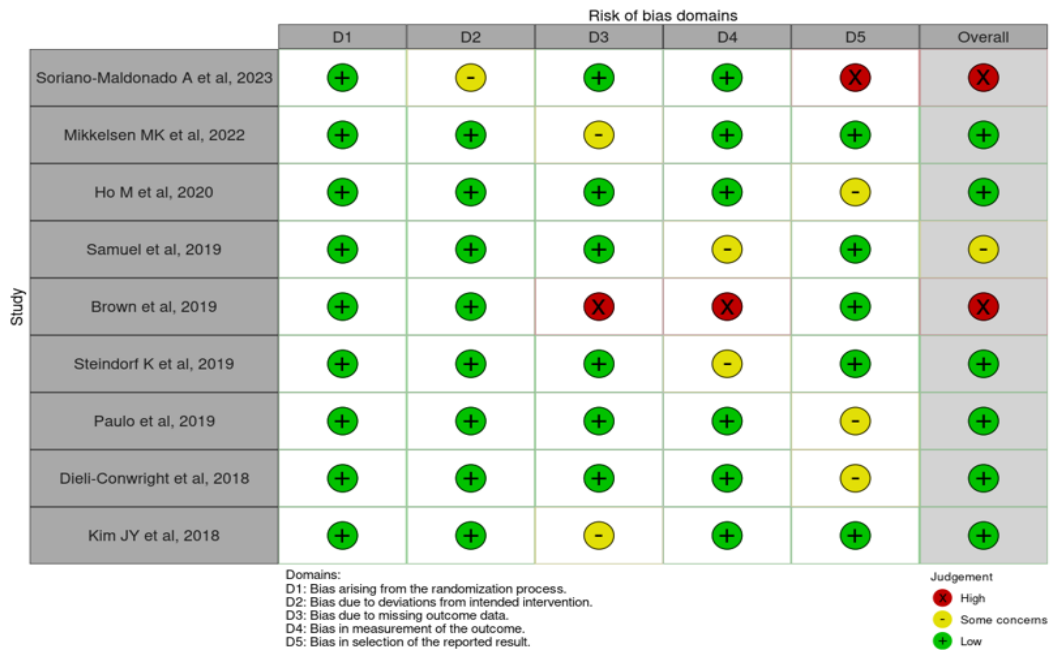 Risk of bias domains
D1 D2 D3 D4 D5 Overall
Study
Soriano-Maldonado A et al, 2023 + - + + X X
Mikkelsen MK et al, 2022 + + - + + +
Ho M et al, 2020 + + + + - +
Samuel et al, 2019 + + + - + -
Brown et al, 2019 + + X X + X
Steindorf K et al, 2019 + + + - + +
Paulo et al, 2019 + + + + - +
Dieli-Conwright et al, 2018 + + + + - +
Kim JY et al, 2018 + + - + + +
Domains:
D1: Bias arising from the randomization process.
D2: Bias due to deviations from intended intervention.
D3: Bias due to missing outcome data.
D4: Bias in measurement of the outcome.
D5: Bias in selection of the reported result.
Judgement
X High
- Some concerns
+ Low